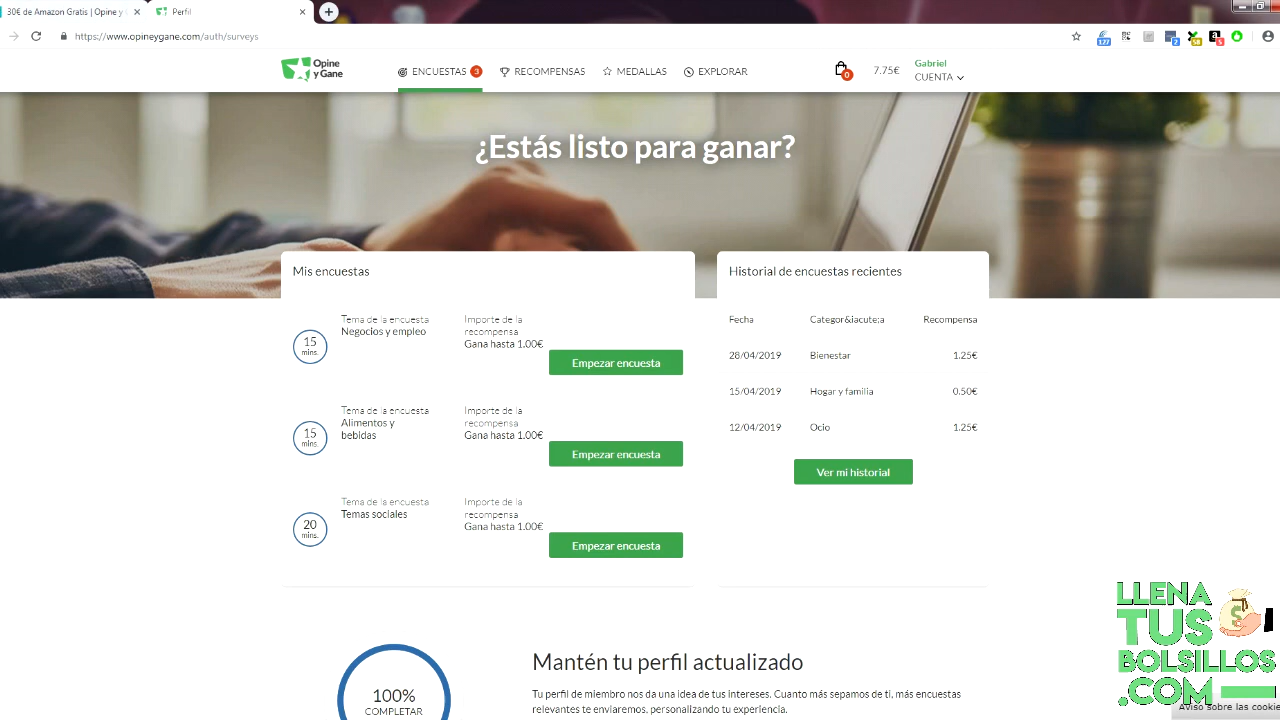 30€ de Amazon Gratis | Opine y
Perfil
https://www.opineygane.com/auth/surveys
127
2
58
5
Opine
y Gane
ENCUESTAS 3
RECOMPENSAS
MEDALLAS
EXPLORAR
0
7.75€
Gabriel
CUENTA
¿Estás listo para ganar?
Mis encuestas
15
mins.
Tema de la encuesta
Negocios y empleo
Importe de la
recompensa
Gana hasta 1.00€
Empezar encuesta
15
mins.
Tema de la encuesta
Alimentos y
bebidas
Importe de la
recompensa
Gana hasta 1.00€
Empezar encuesta
20
mins.
Tema de la encuesta
Temas sociales
Importe de la
recompensa
Gana hasta 1.00€
Empezar encuesta
Historial de encuestas recientes
Fecha Categor&iacute:a Recompensa
28/04/2019 Bienestar 1.25€
15/04/2019 Hogar y familia 0.50€
12/04/2019 Ocio 1.25€
Ver mi historial
100%
COMPLETAR
Mantén tu perfil actualizado
Tu perfil de miembro nos da una idea de tus intereses. Cuanto más sepamos de ti, más encuestas
relevantes te enviaremos, personalizando tu experiencia.
LLENA
TUS
BOLSILLOS
.COM
Aviso sobre las cookie